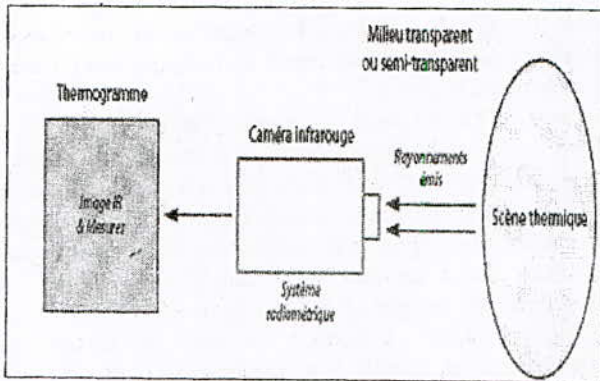 Milieu transparent
ou semi-transparent
Thermogramme
Caméra infrarouge
Rayonnements
émis
Image IR
& Mesures
Scène thermique
Système
radiométrique